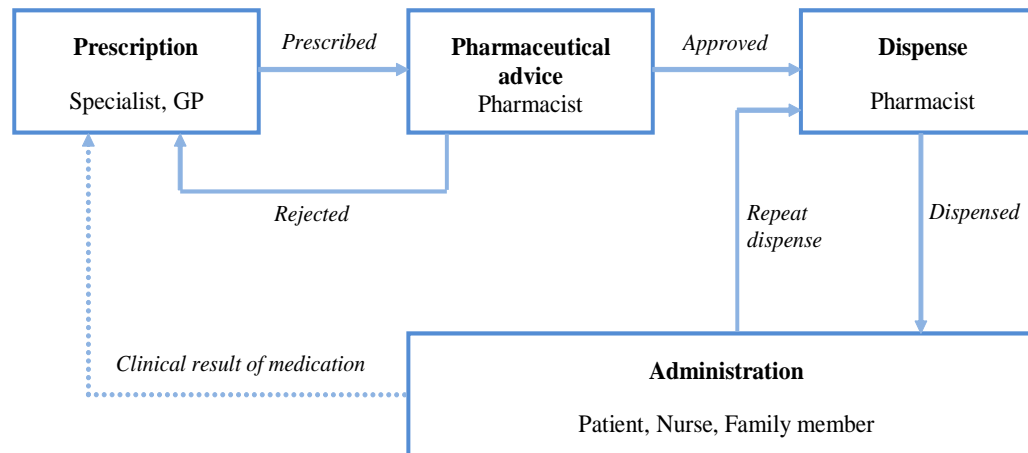 Prescription
Specialist, GP
Prescribed
Pharmaceutical
advice
Pharmacist
Approved
Dispense
Pharmacist
Rejected
Repeat
dispense
Dispensed
Clinical result of medication
Administration
Patient, Nurse, Family member